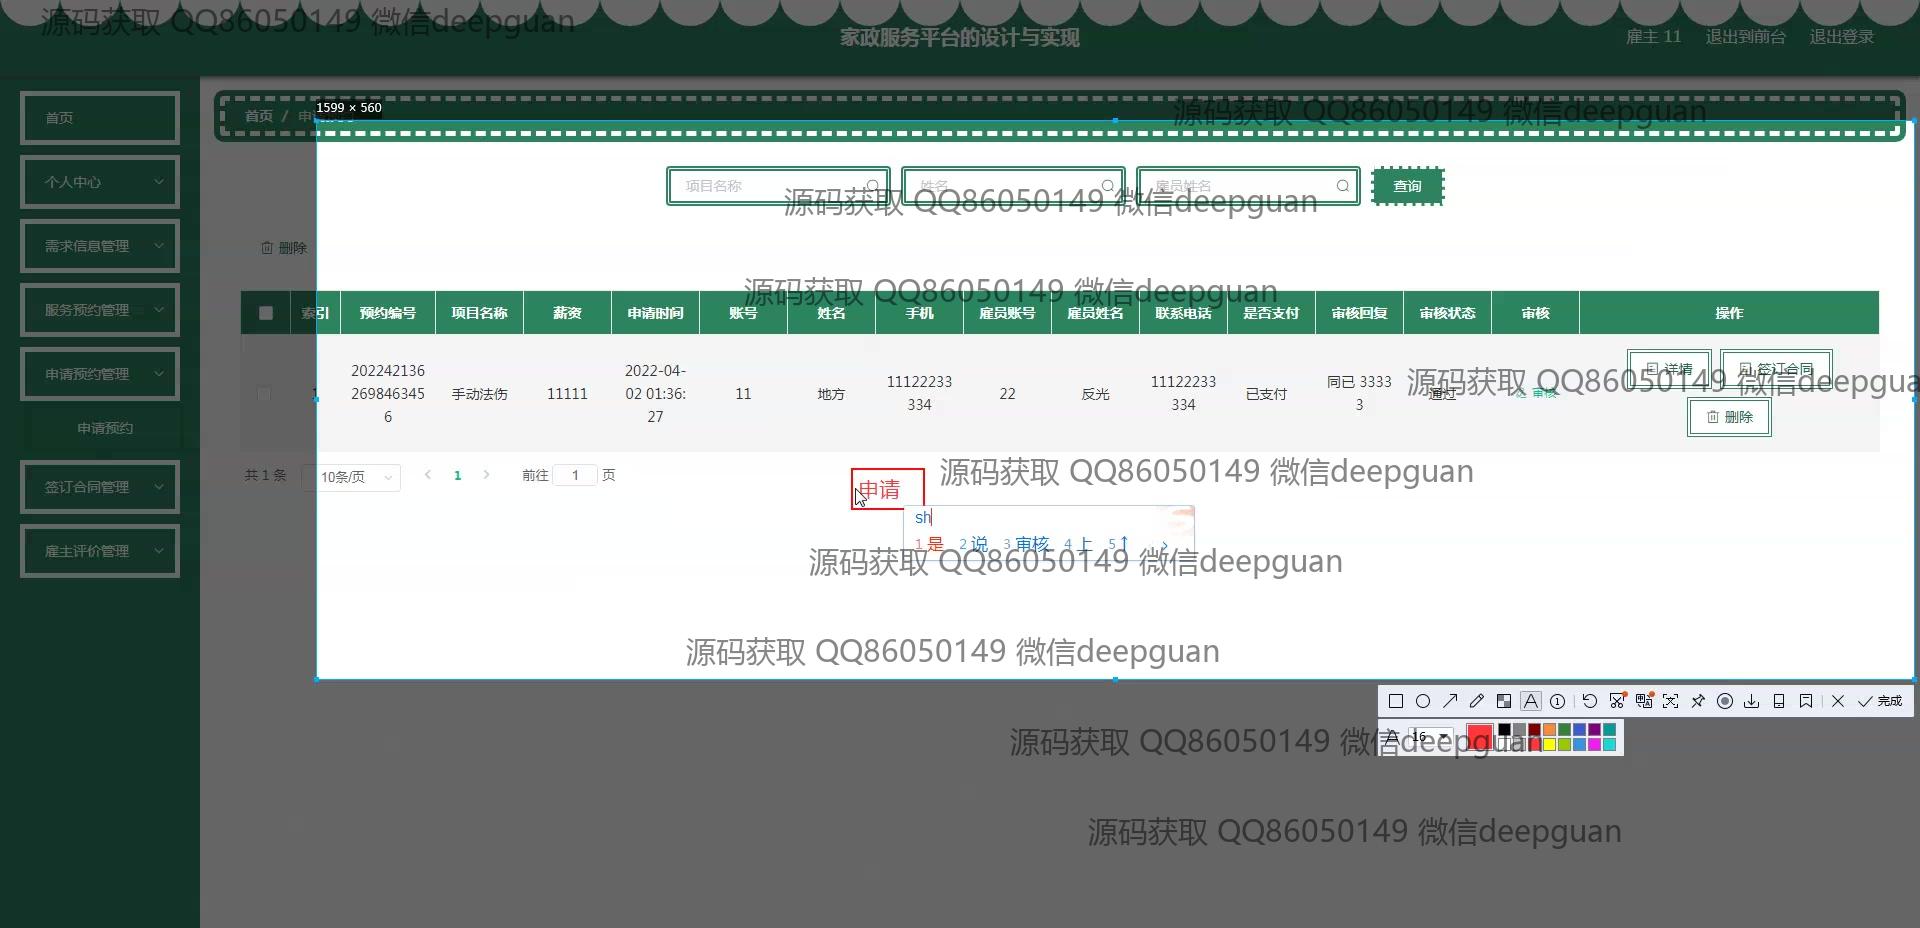 源码获取 QQ86050149 微信deepguan
家政服务平台的设计与实现
雇主 11
退出到前台
退出登录
首页
个人中心
需求信息管理
服务预约管理
申请预约管理
申请预约
签订合同管理
雇主评价管理
1599 × 560
首页 /
源码获取 QQ86050149 微信deepguan
项目名称
姓名
雇员姓名
查询
源码获取 QQ86050149 微信deepguan
删除
源码获取 QQ86050149 微信deepguan
索引 预约编号 项目名称 薪资 申请时间 账号 姓名 手机 雇员账号 雇员姓名 联系电话 是否支付 审核回复 审核状态 审核 操作
202242136
269846345
6
手动法伤
11111
2022-04-
02 01:36:
27
11
地方
11122233
334
22
反光
11122233
334
已支付
同已 3333
3
通过
审核
详情
签订合同
删除
源码获取 QQ86050149 微信deepgua
共 1 条
10条/页
1
前往 1 页
申请
源码获取 QQ86050149 微信deepguan
sh
1 是 2 说 3 审核 4 上 5 ↑
源码获取 QQ86050149 微信deepguan
源码获取 QQ86050149 微信deepguan
完成
A 16
源码获取 QQ86050149 微信deepguan
源码获取 QQ86050149 微信deepguan